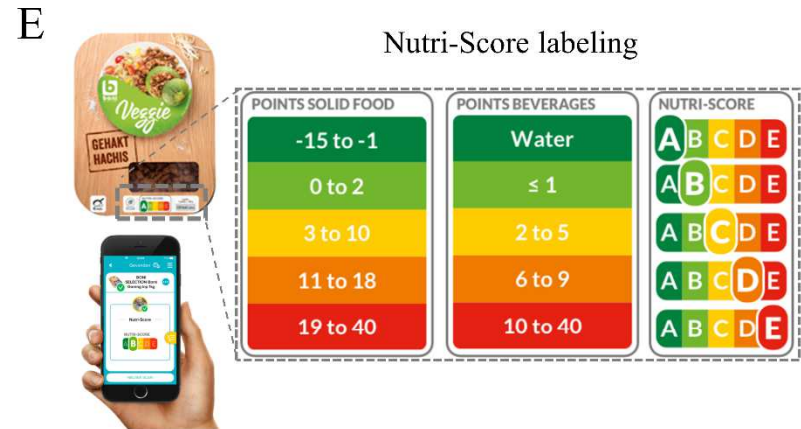 E
Nutri-Score labeling
b
Veggie
GEHAKT
HACHIS
POINTS SOLID FOOD
-15 to -1
0 to 2
3 to 10
11 to 18
19 to 40
POINTS BEVERAGES
Water
≤ 1
2 to 5
6 to 9
10 to 40
NUTRI-SCORE
A B C D E
A B C D E
A B C D E
A B C D E
A B C D E
Nutri-Score
NUTRI-SCORE
A B C D E